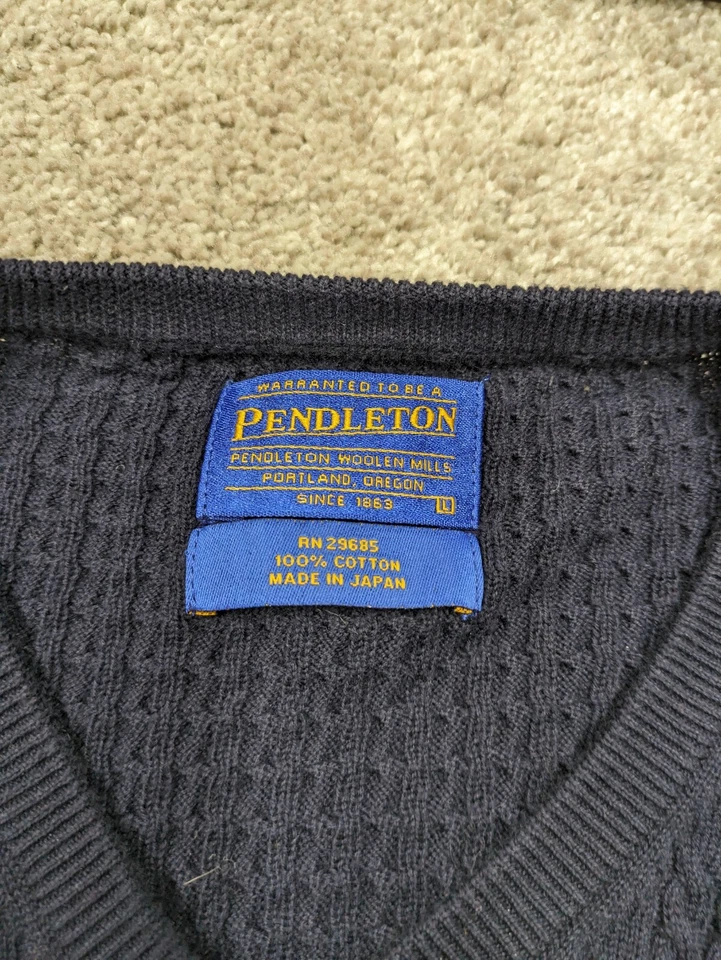 WARRANTED TO BE A
PENDLETON
PENDLETON WOOLEN MILLS
PORTLAND, OREGON
SINCE 1863 L
RN 29685
100% COTTON
MADE IN JAPAN